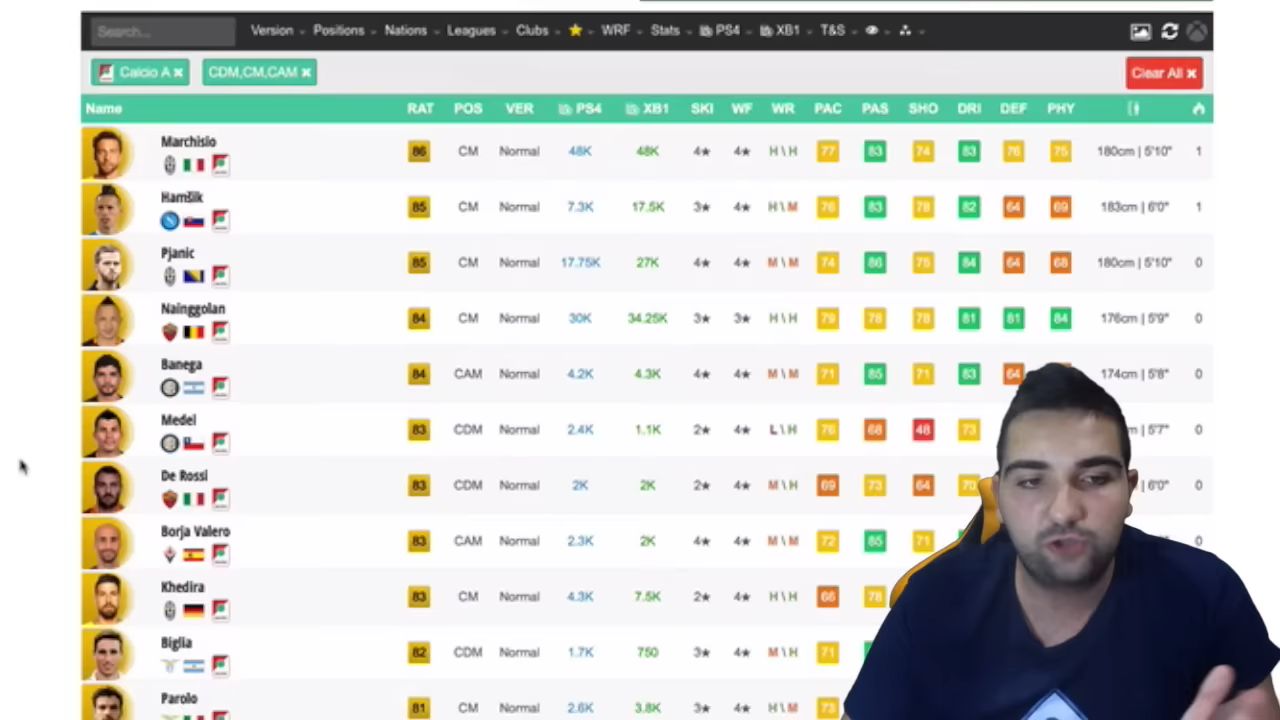 Search... Version Positions Nations Leagues Clubs WRF Stats PS4 XB1 T&S
Calcio A × CDM,CM,CAM × Clear All ×
Name RAT POS VER PS4 XB1 SKI WF WR PAC PAS SHO DRI DEF PHY
Marchisio
86 CM Normal 48K 48K 4★ 4★ H \ H 77 83 74 83 76 75 180cm | 5'10" 1
Hamšík
85 CM Normal 7.3K 17.5K 3★ 4★ H \ M 76 83 78 82 64 69 183cm | 6'0" 1
Pjanic
85 CM Normal 17.75K 27K 4★ 4★ M \ M 74 86 75 84 64 68 180cm | 5'10" 0
Nainggolan
84 CM Normal 30K 34.25K 3★ 3★ H \ H 79 78 78 81 81 84 176cm | 5'9" 0
Banega
84 CAM Normal 4.2K 4.3K 4★ 4★ M \ M 71 85 71 83 64 174cm | 5'8" 0
Medel
83 CDM Normal 2.4K 1.1K 2★ 4★ L \ H 76 68 48 73 m | 5'7" 0
De Rossi
83 CDM Normal 2K 2K 2★ 4★ M \ H 69 73 64 70 | 6'0" 0
Borja Valero
83 CAM Normal 2.3K 2K 4★ 4★ M \ M 72 85 71 0
Khedira
83 CM Normal 4.3K 7.5K 2★ 4★ H \ H 66 78
Biglia
82 CDM Normal 1.7K 750 3★ 4★ M \ H 71
Parolo
81 CM Normal 2.6K 3.8K 3★ 4★ H \ M 73